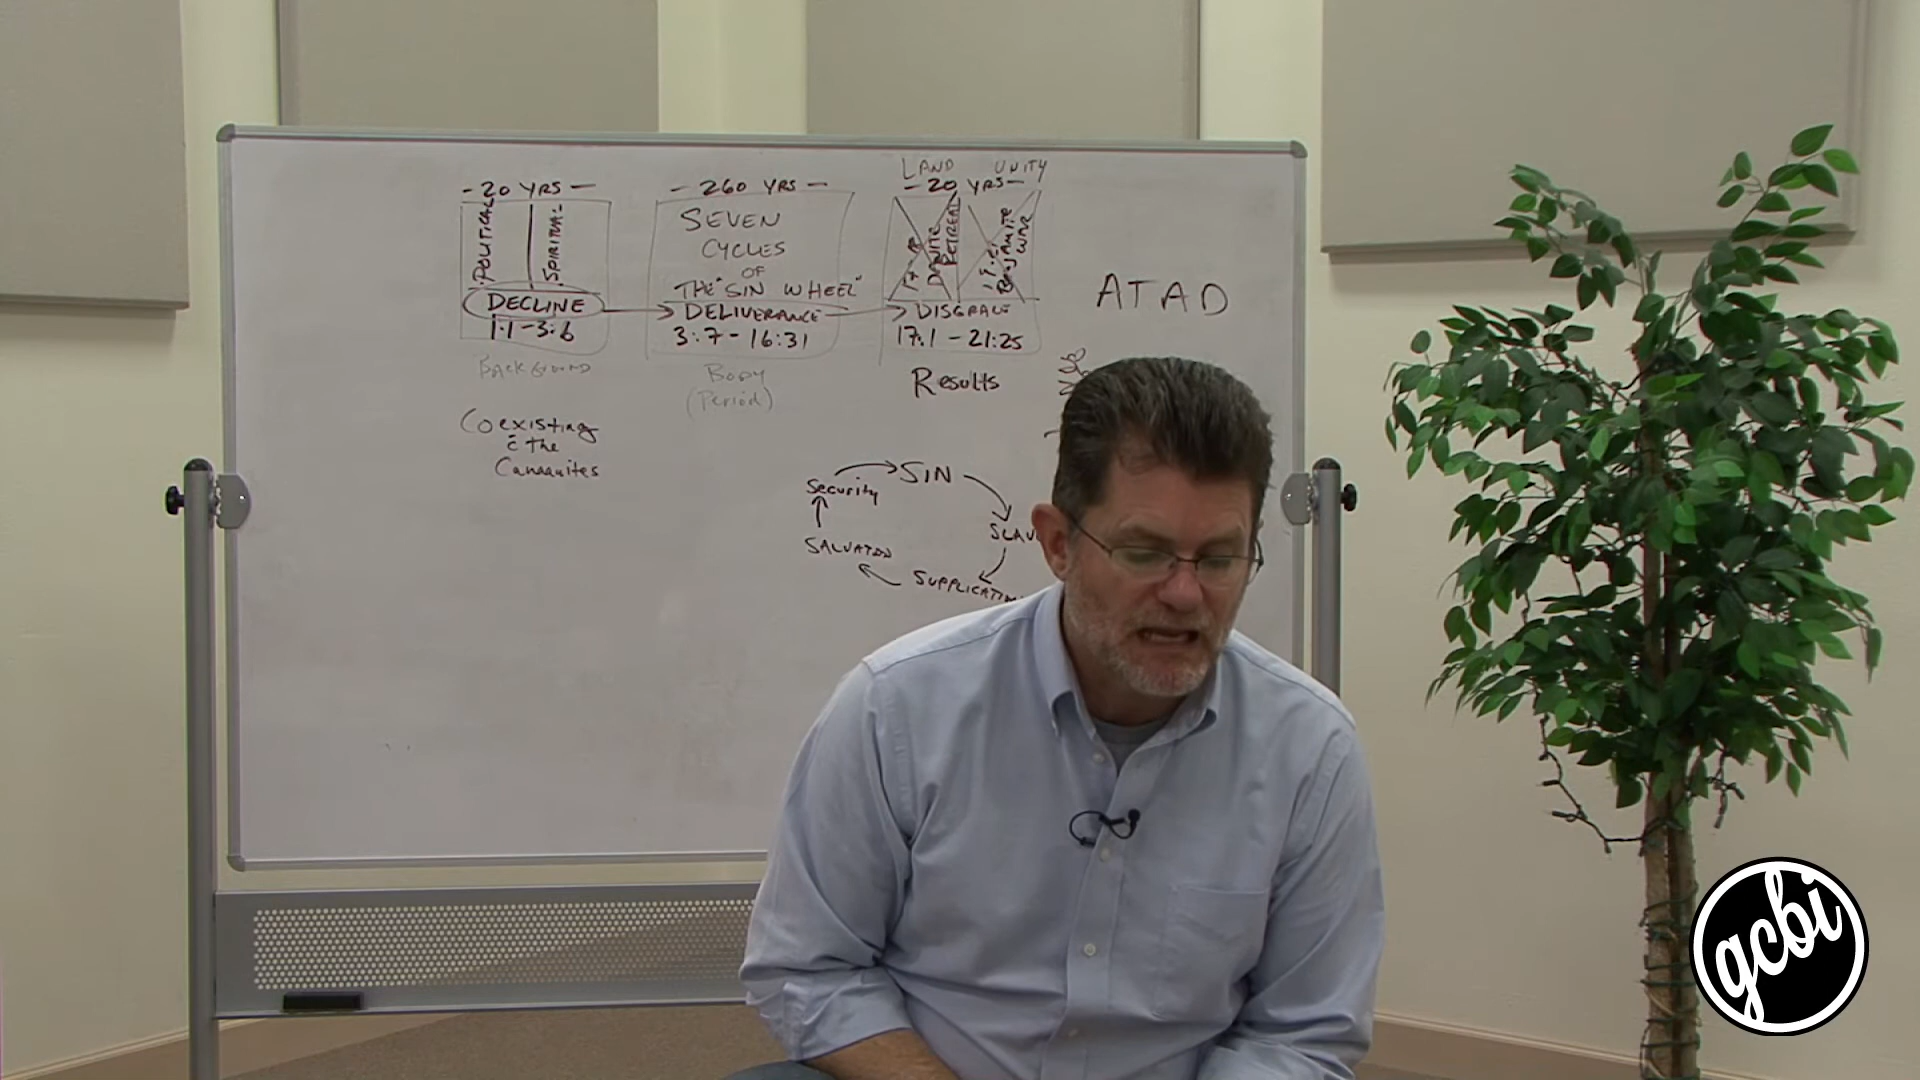 LAND UNITY
- 20 YRS -
- 260 YRS -
- 20 YRS -
POLITICAL
SPIRITUAL
SEVEN
CYCLES
OF
THE "SIN WHEEL"
DANITE
RETREAT
WAR
DECLINE
DELIVERANCE
DISGRACE
1:1 - 3:6
3:7 - 16:31
17:1 - 21:25
ATAD
BACKGROUND
BODY
(Period)
Results
Coexisting
c̄ the
Canaanites
SIN
Security
SLAV
SALVATION
SUPPLICATION
gcbi